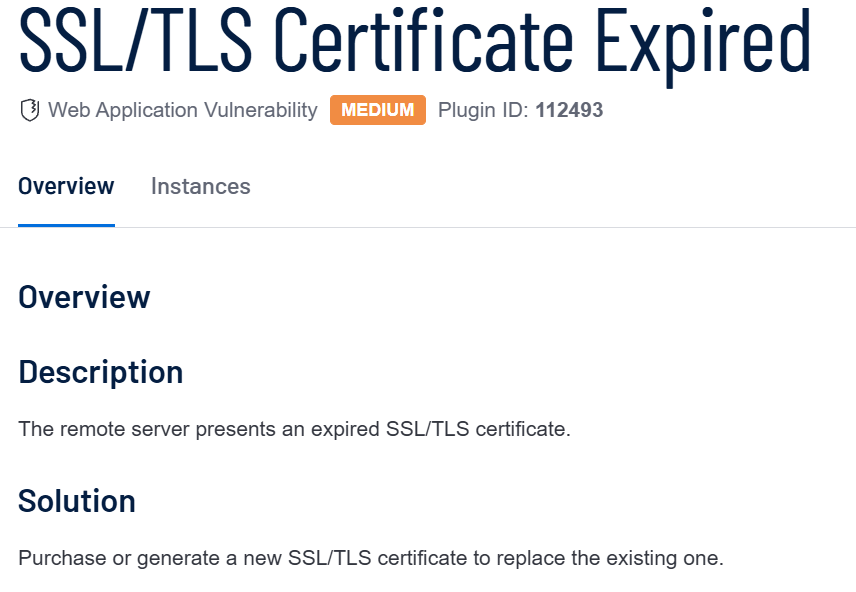 SSL/TLS Certificate Expired
Web Application Vulnerability MEDIUM Plugin ID: 112493
Overview Instances
Overview
Description
The remote server presents an expired SSL/TLS certificate.
Solution
Purchase or generate a new SSL/TLS certificate to replace the existing one.